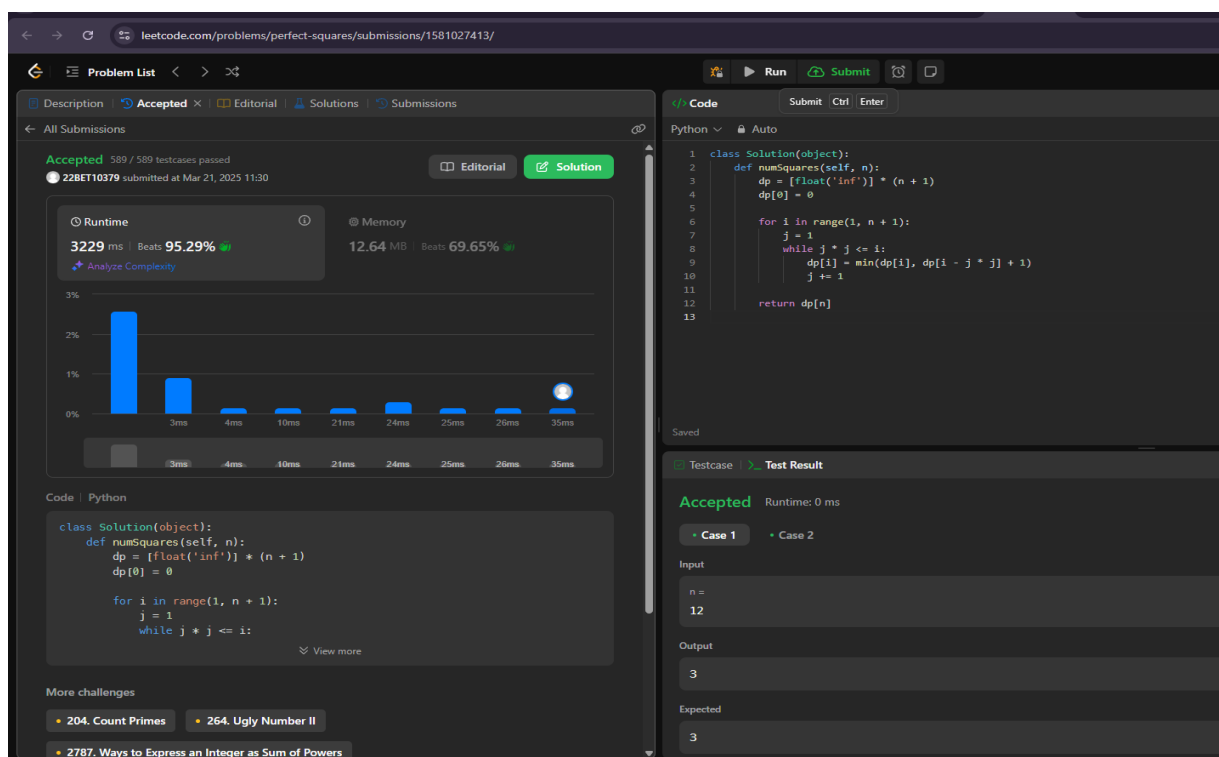 leetcode.com/problems/perfect-squares/submissions/1581027413/
Problem List
Run
Submit
Description
Accepted
Editorial
Solutions
Submissions
All Submissions
Accepted 589 / 589 testcases passed
22BET10379 submitted at Mar 21, 2025 11:30
Editorial
Solution
Runtime
3229 ms | Beats 95.29%
Analyze Complexity
Memory
12.64 MB | Beats 69.65%
3%
2%
1%
0%
3ms 4ms 10ms 21ms 24ms 25ms 26ms 35ms
3ms 4ms 10ms 21ms 24ms 25ms 26ms 35ms
Code | Python
class Solution(object):
def numSquares(self, n):
dp = [float('inf')] * (n + 1)
dp[0] = 0
for i in range(1, n + 1):
j = 1
while j * j <= i:
View more
More challenges
204. Count Primes
264. Ugly Number II
2787. Ways to Express an Integer as Sum of Powers
</> Code
Submit Ctrl Enter
Python
Auto
1 class Solution(object):
2 def numSquares(self, n):
3 dp = [float('inf')] * (n + 1)
4 dp[0] = 0
5
6 for i in range(1, n + 1):
7 j = 1
8 while j * j <= i:
9 dp[i] = min(dp[i], dp[i - j * j] + 1)
10 j += 1
11
12 return dp[n]
13
Saved
Testcase
Test Result
Accepted Runtime: 0 ms
Case 1
Case 2
Input
n =
12
Output
3
Expected
3